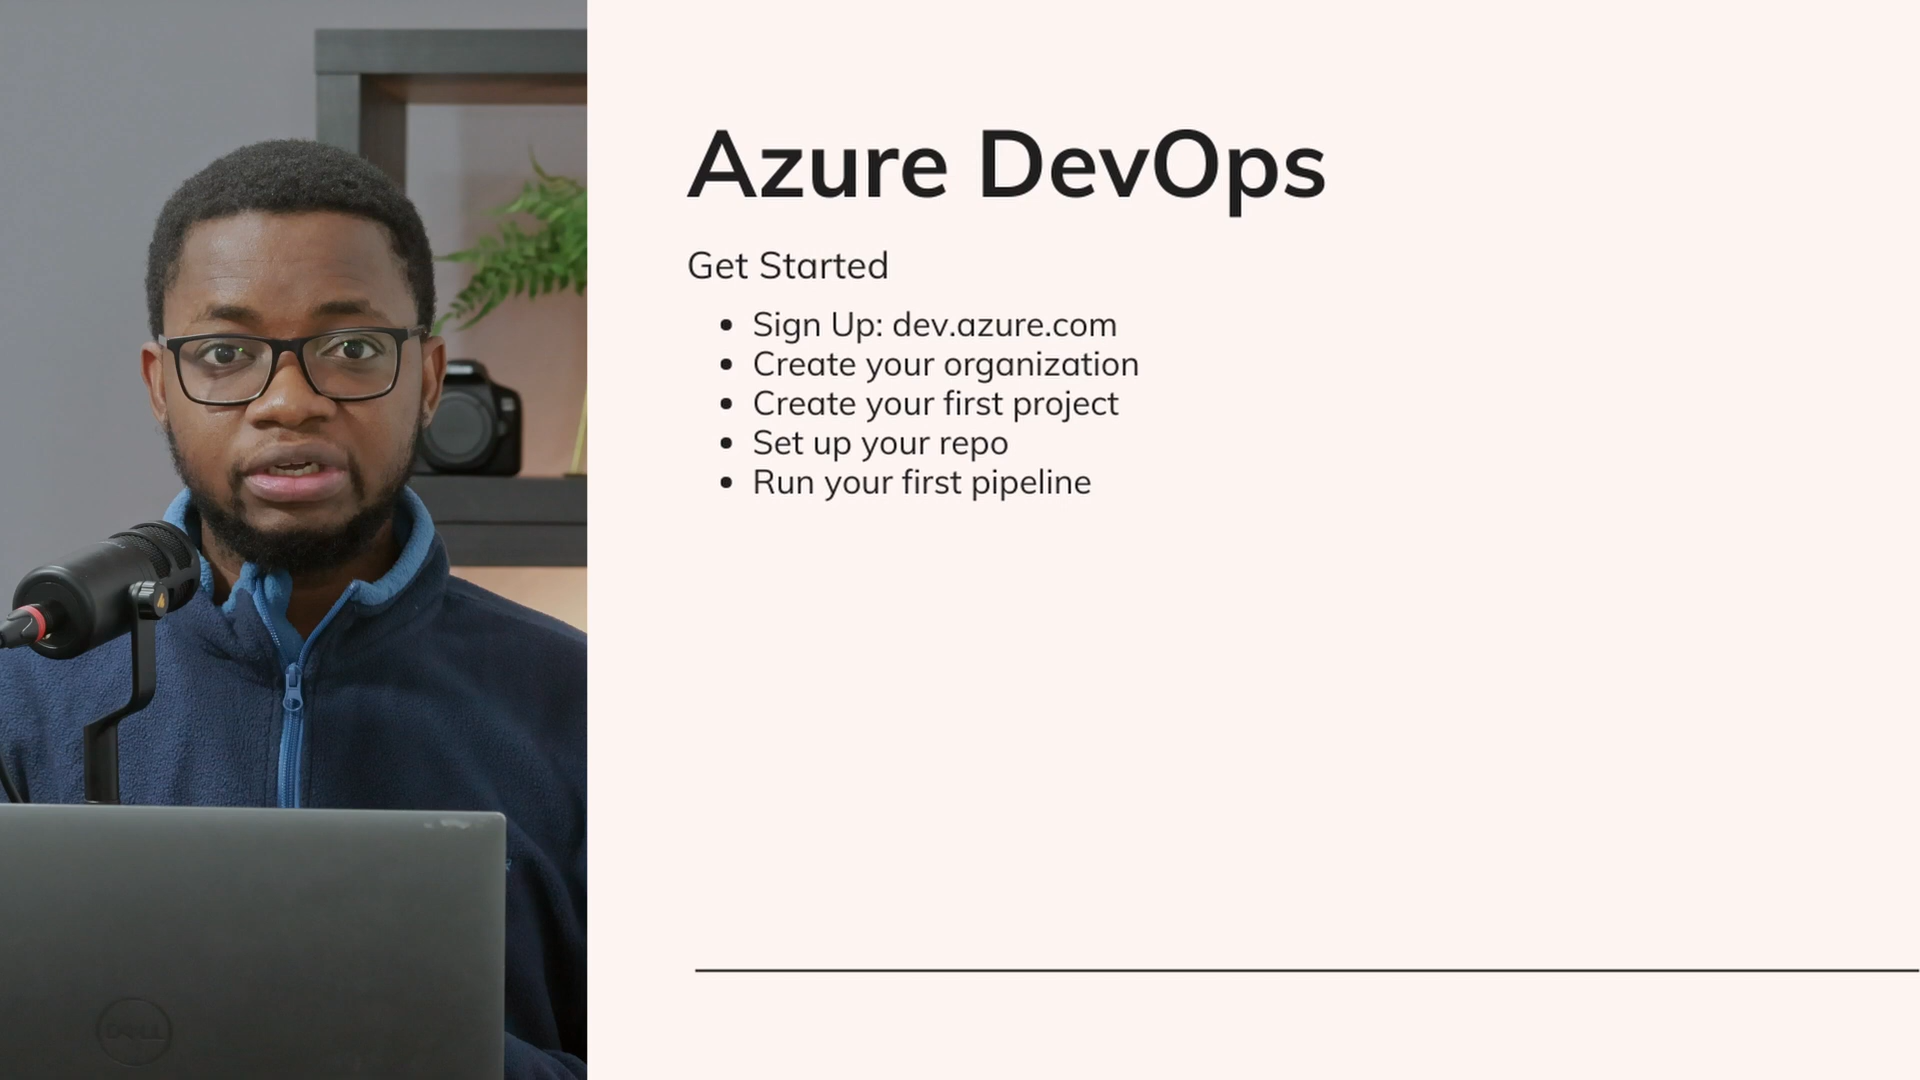 Azure DevOps
Get Started
• Sign Up: dev.azure.com
• Create your organization
• Create your first project
• Set up your repo
• Run your first pipeline
DELL